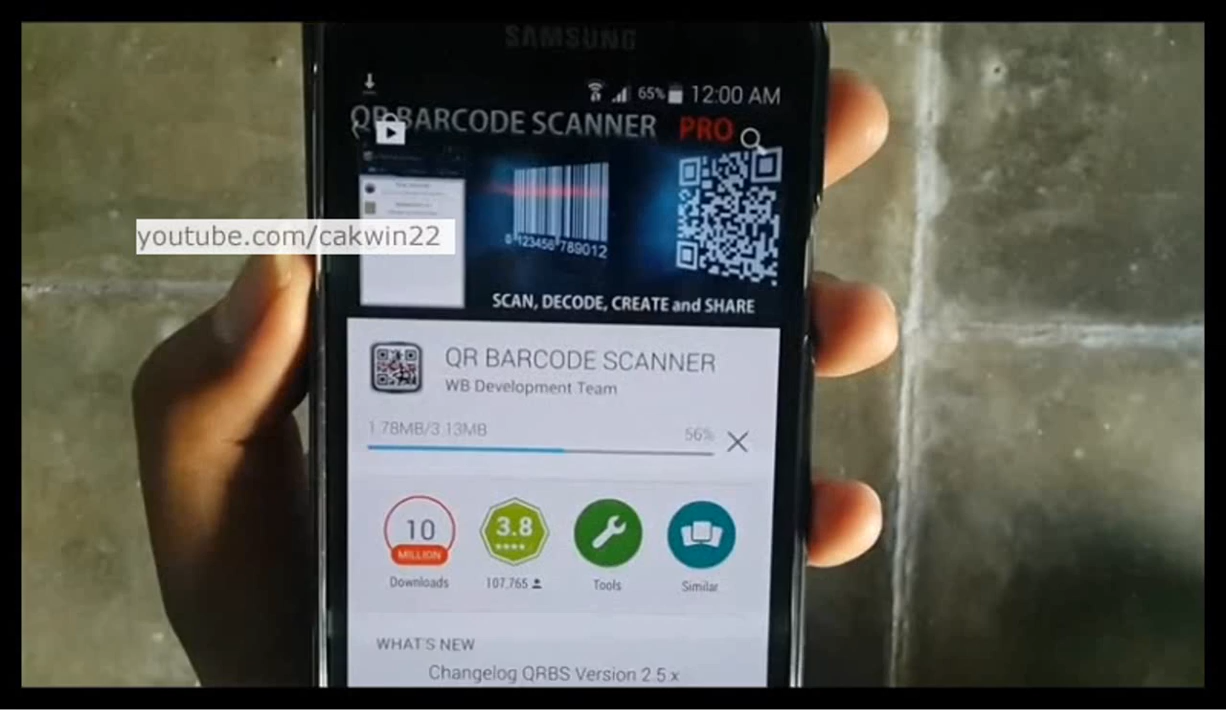 SAMSUNG
65% 12:00 AM
QR BARCODE SCANNER PRO
youtube.com/cakwin22
0 123456 789012
SCAN, DECODE, CREATE and SHARE
QR BARCODE SCANNER
WB Development Team
1.78MB/3.13MB 56%
10 3.8
MILLION
Downloads 107,765 Tools Similar
WHAT'S NEW
Changelog QRBS Version 2.5.x